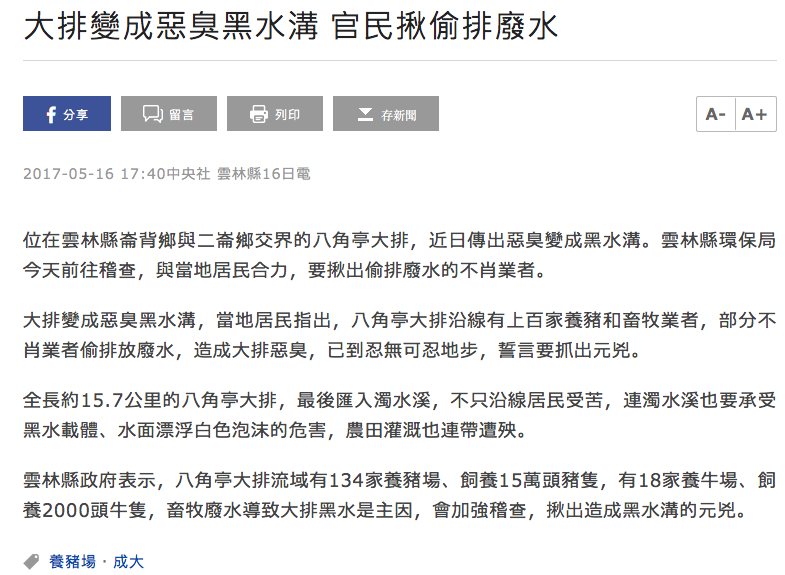 大排變成惡臭黑水溝 官民揪偷排廢水
分享 留言 列印 存新聞 A- A+
2017-05-16 17:40中央社 雲林縣16日電
位在雲林縣崙背鄉與二崙鄉交界的八角亭大排，近日傳出惡臭變成黑水溝。雲林縣環保局
今天前往稽查，與當地居民合力，要揪出偷排廢水的不肖業者。
大排變成惡臭黑水溝，當地居民指出，八角亭大排沿線有上百家養豬和畜牧業者，部分不
肖業者偷排放廢水，造成大排惡臭，已到忍無可忍地步，誓言要抓出元兇。
全長約15.7公里的八角亭大排，最後匯入濁水溪，不只沿線居民受苦，連濁水溪也要承受
黑水載體、水面漂浮白色泡沫的危害，農田灌溉也連帶遭殃。
雲林縣政府表示，八角亭大排流域有134家養豬場、飼養15萬頭豬隻，有18家養牛場、飼
養2000頭牛隻，畜牧廢水導致大排黑水是主因，會加強稽查，揪出造成黑水溝的元兇。
養豬場．成大